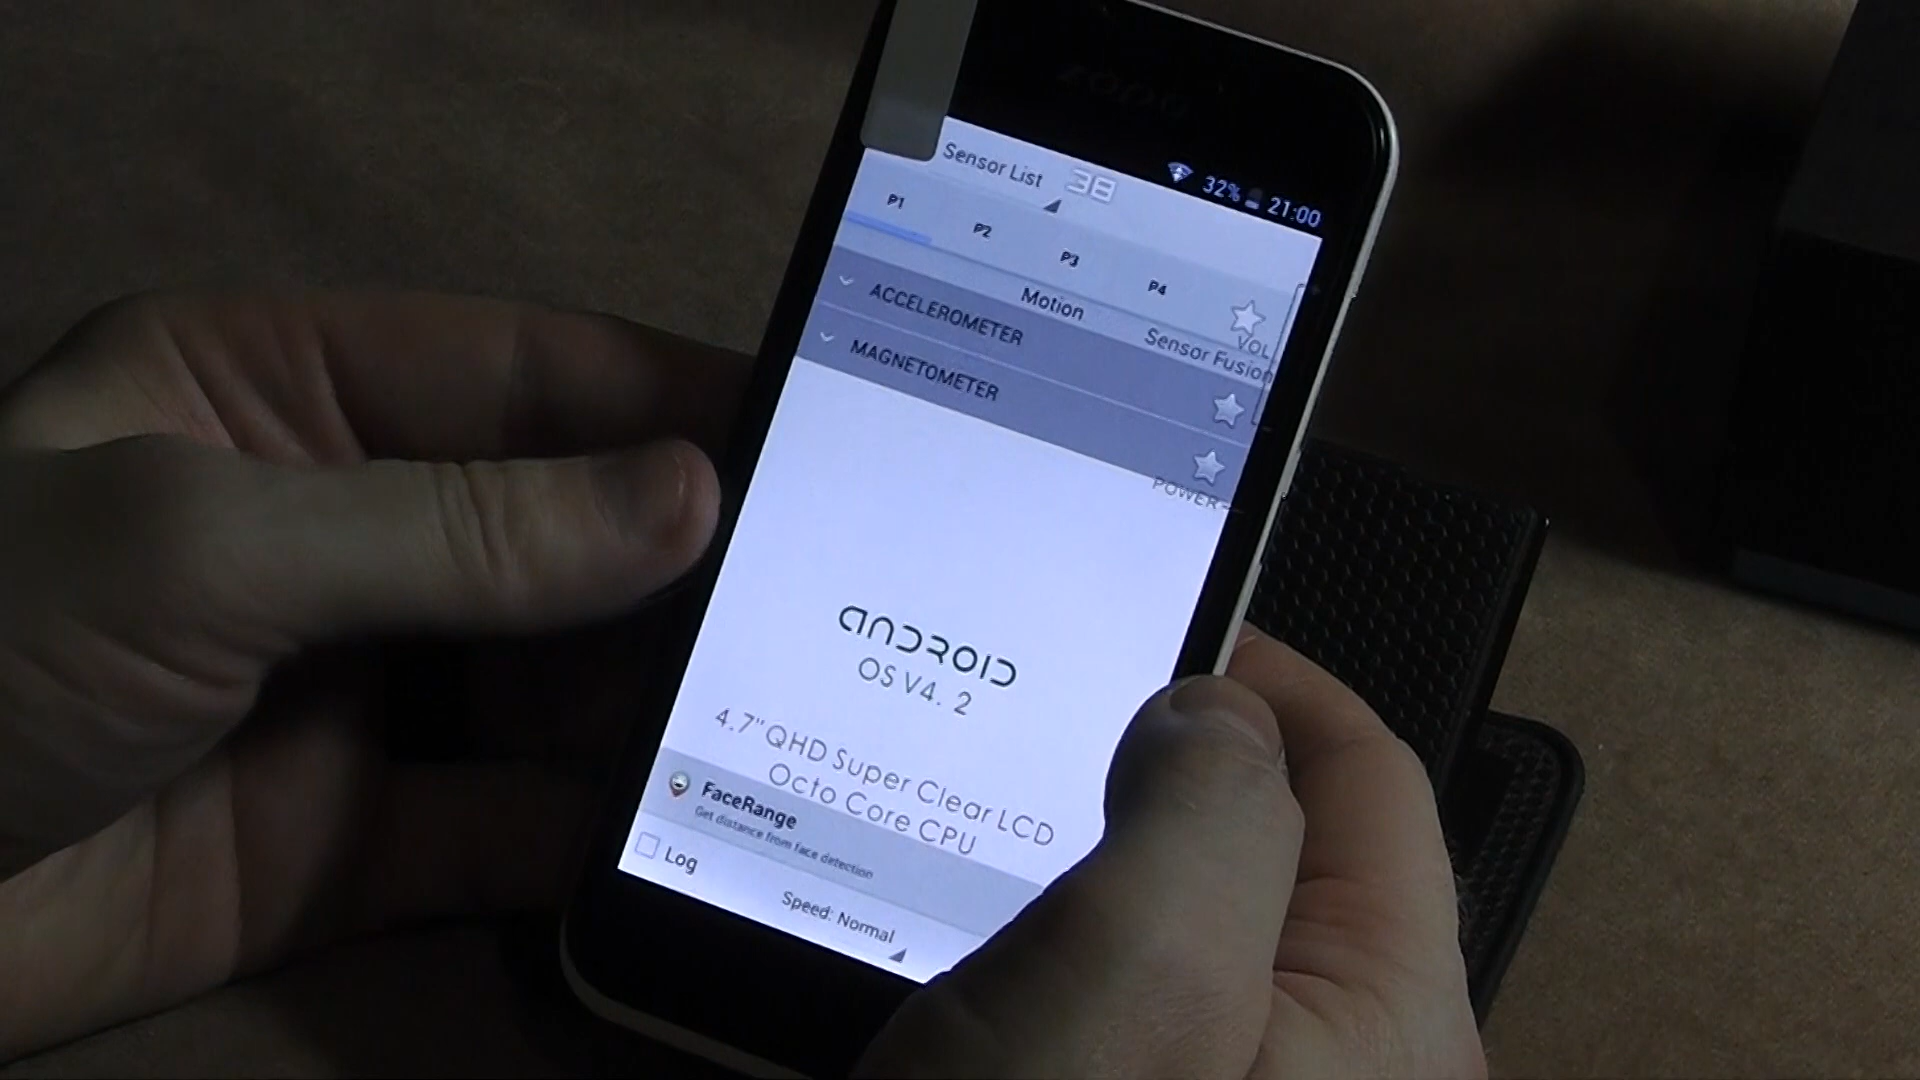 ZOPO
32% 21:00
Sensor List
3G
P1 P2 P3 P4
Motion
Sensor Fusion
VOL
ACCELEROMETER
MAGNETOMETER
POWER
ANDROID
OS V4. 2
4.7" QHD Super Clear LCD
Octo Core CPU
FaceRange
Get distance from face detection
Log
Speed: Normal